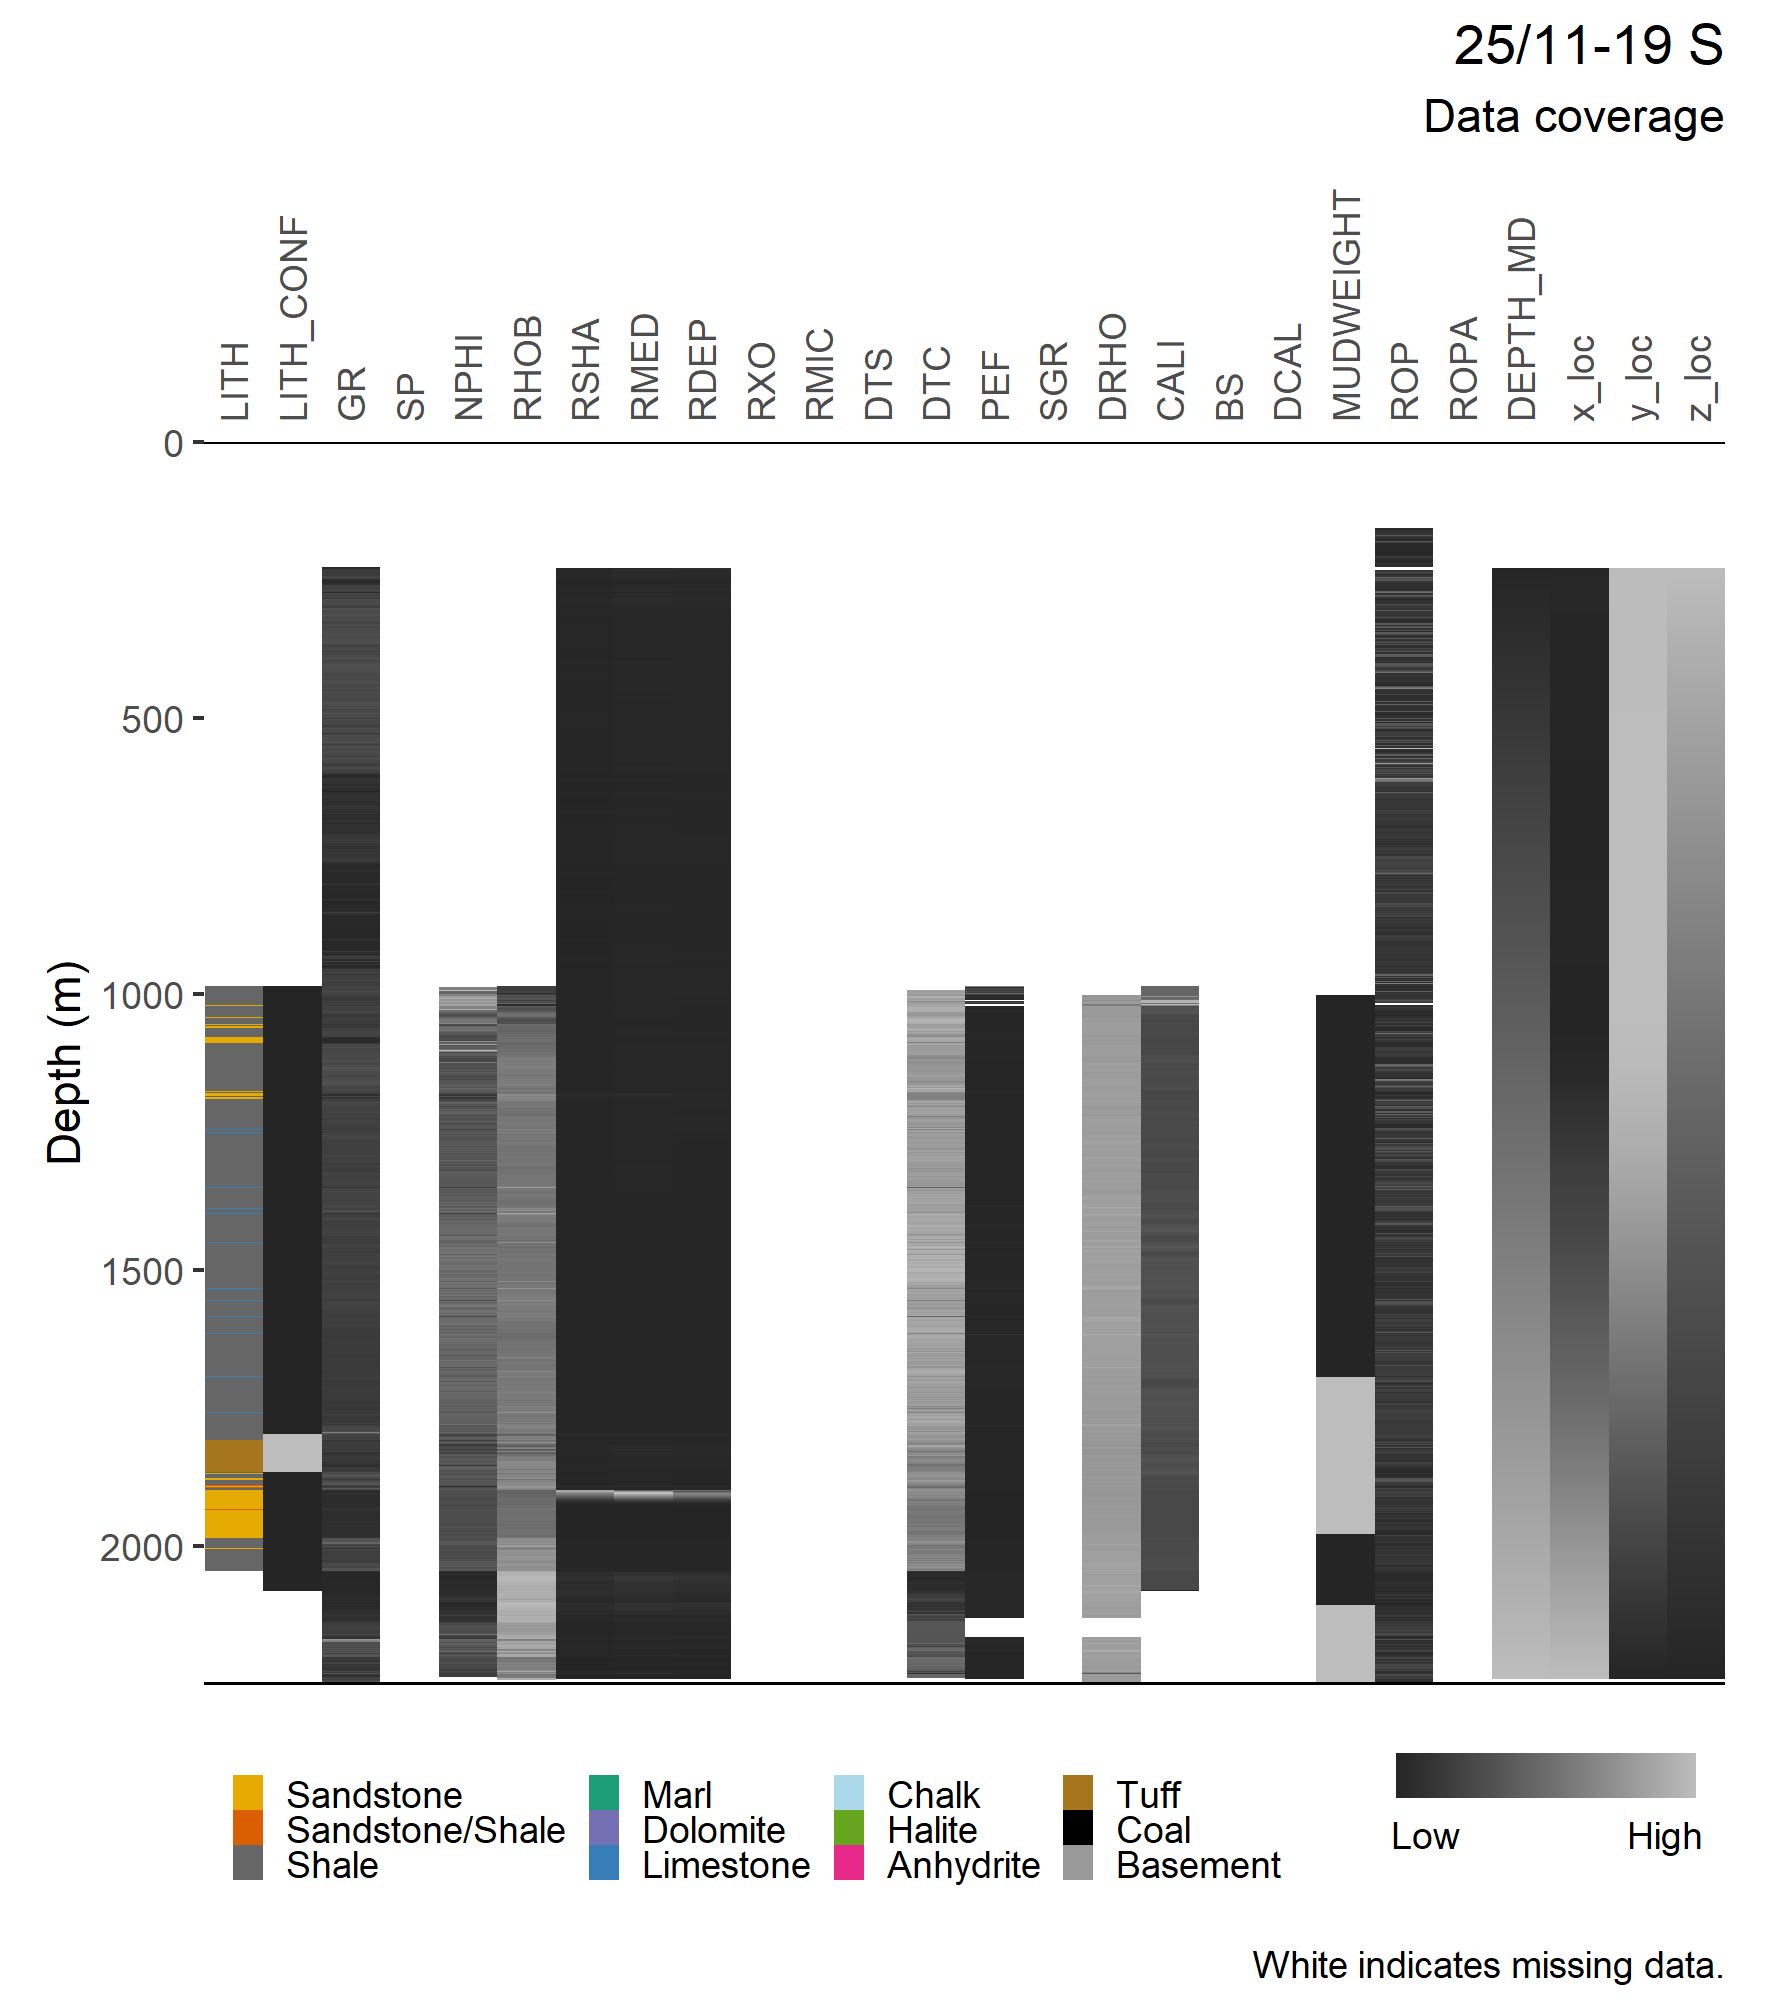 25/11-19 S
Data coverage
LITH
LITH_CONF
GR
SP
NPHI
RHOB
RSHA
RMED
RDEP
RXO
RMIC
DTS
DTC
PEF
SGR
DRHO
CALI
BS
DCAL
MUDWEIGHT
ROP
ROPA
DEPTH_MD
x_loc
y_loc
z_loc
0
500
1000
1500
2000
Depth (m)
Sandstone
Sandstone/Shale
Shale
Marl
Dolomite
Limestone
Chalk
Halite
Anhydrite
Tuff
Coal
Basement
Low High
White indicates missing data.